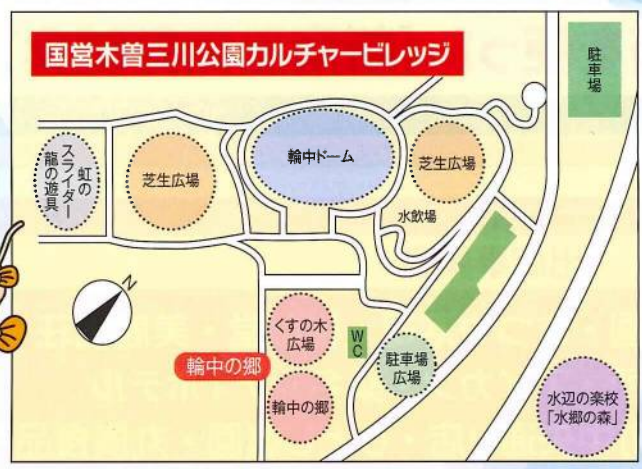 国営木曽三川公園カルチャービレッジ
駐車場
虹の
スライダー
龍の遊具
芝生広場
輪中ドーム
芝生広場
水飲場
N
くすの木
広場
WC
輪中の郷
駐車場
広場
輪中の郷
水辺の楽校
「水郷の森」